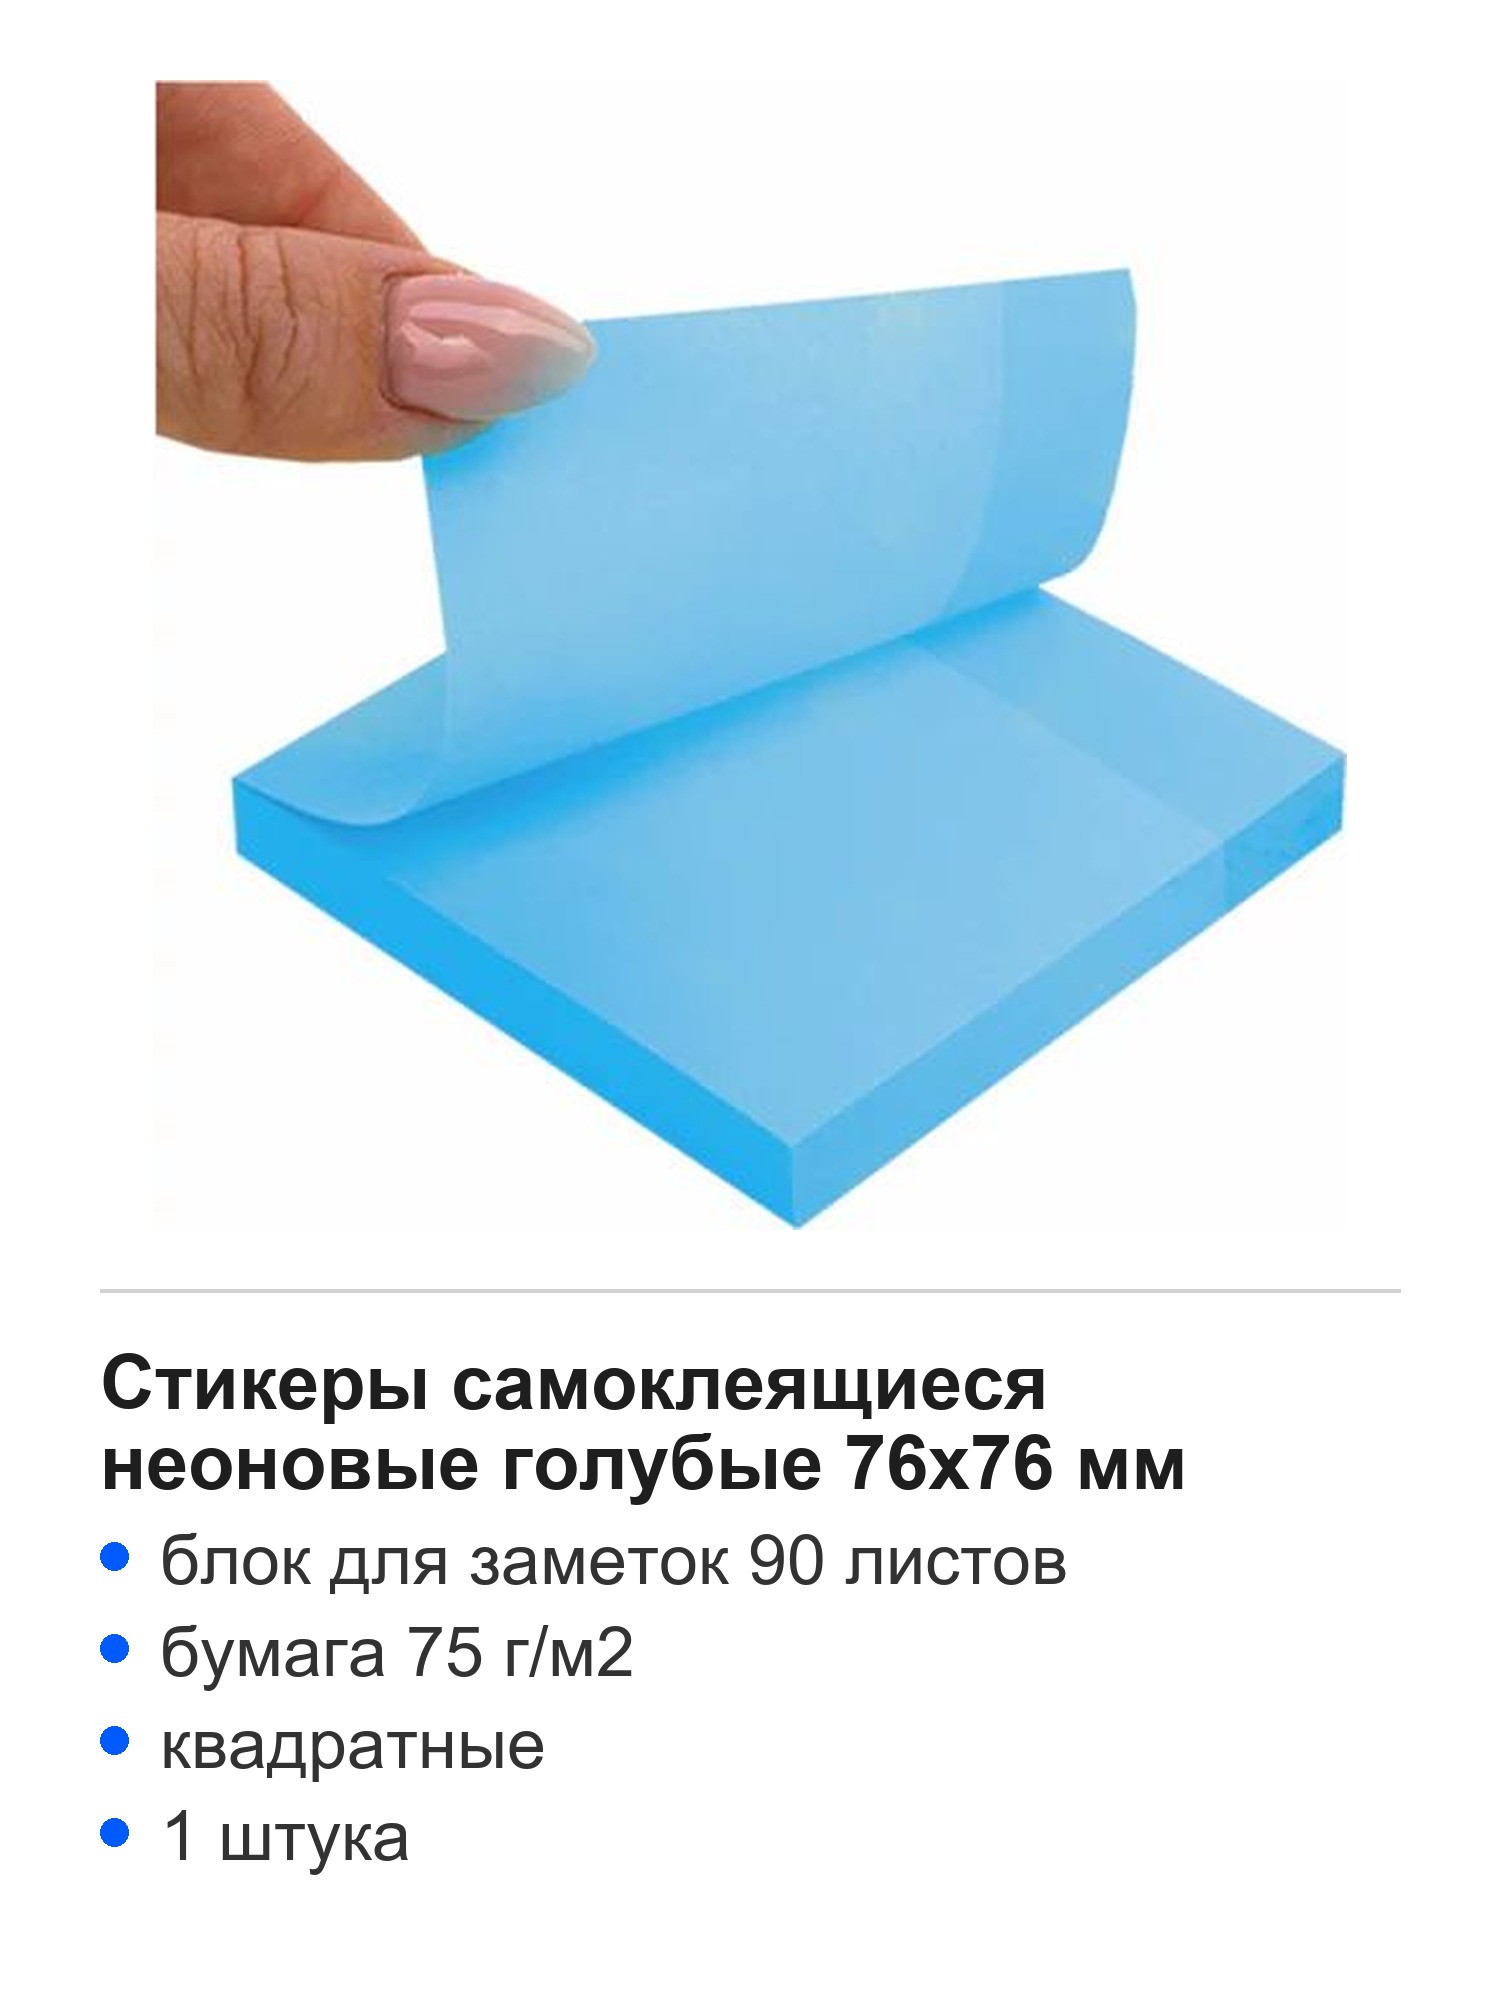 Стикеры самоклеящиеся
неоновые голубые 76х76 мм
блок для заметок 90 листов
бумага 75 г/м2
квадратные
1 штука